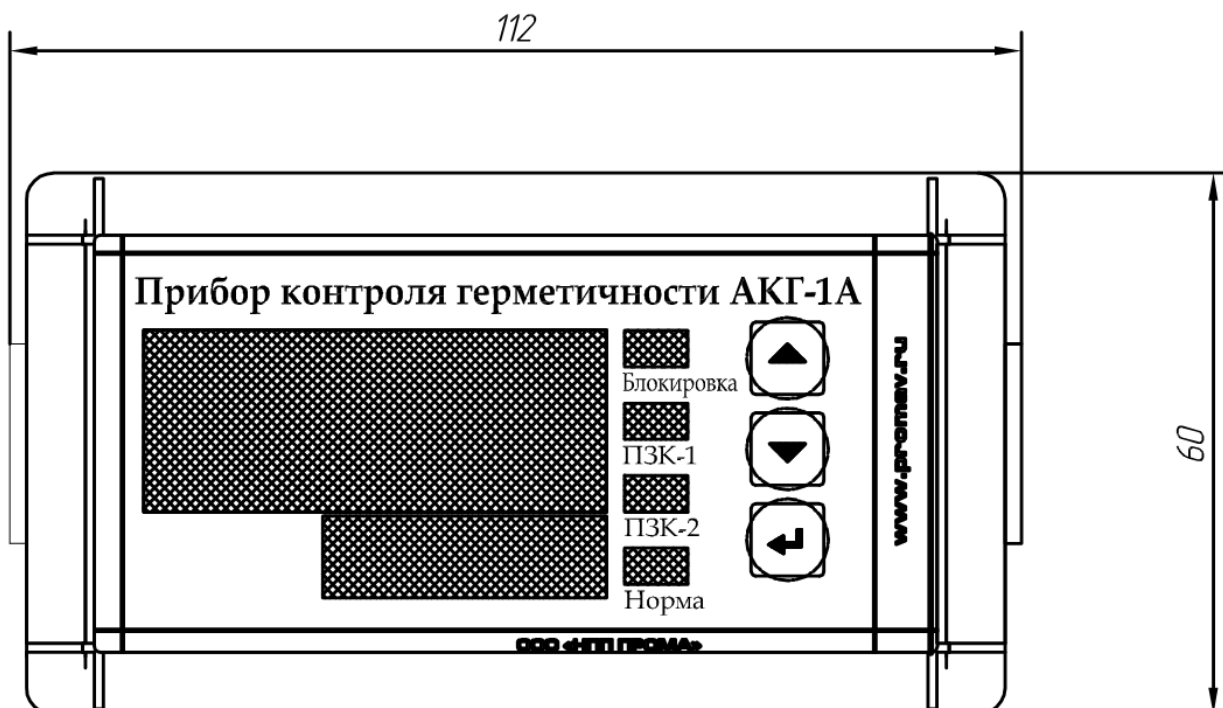 112
Прибор контроля герметичности АКГ-1А
Блокировка
ПЗК-1
ПЗК-2
Норма
www.promav.ru
60
ООО «НПП ПРОМА»